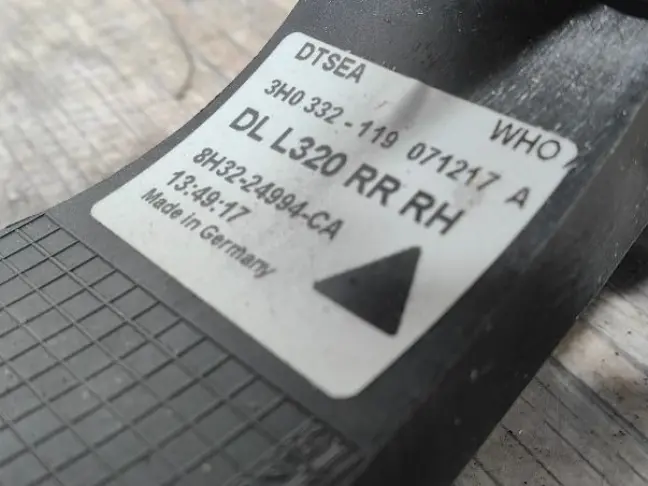 DTSEA WHO
3H0 332-119 071217 A
DL L320 RR RH
8H32-24994-CA
13:49:17
Made in Germany